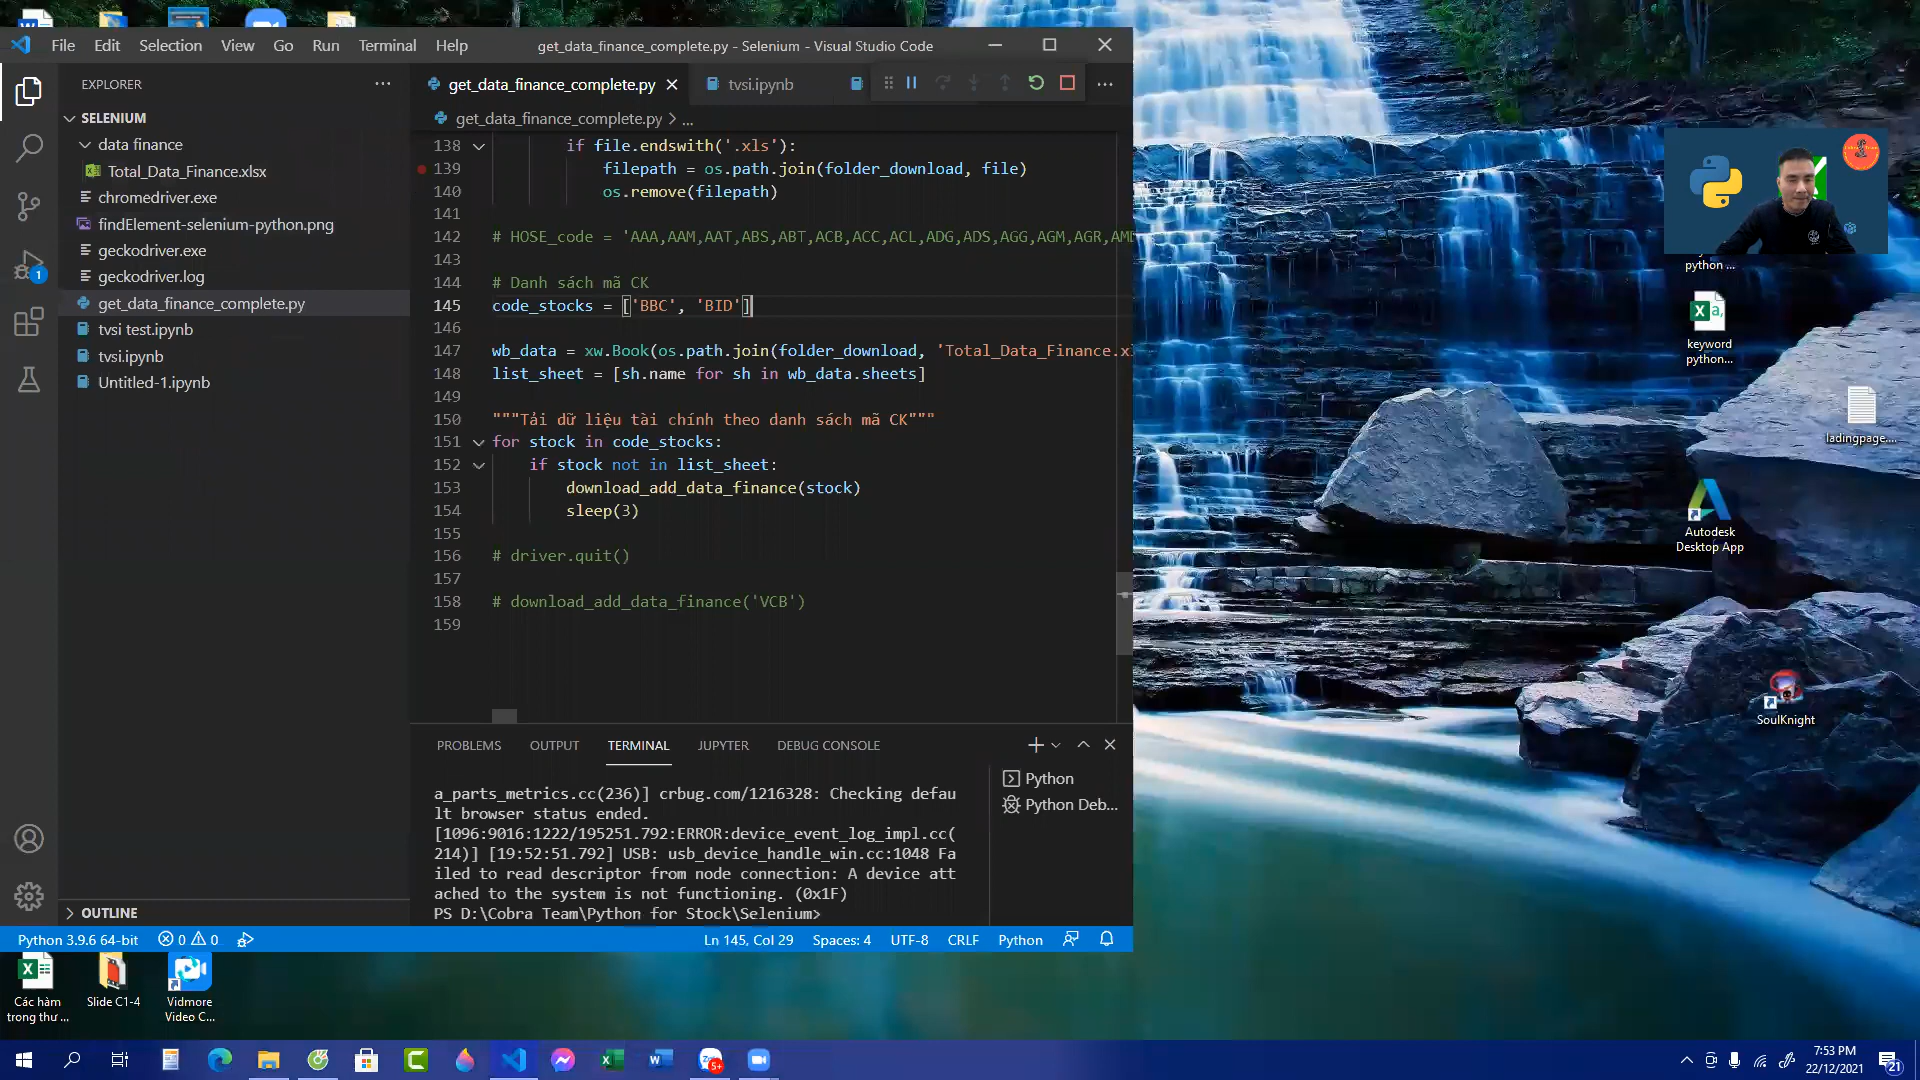 File Edit Selection View Go Run Terminal Help
get_data_finance_complete.py - Selenium - Visual Studio Code
EXPLORER
SELENIUM
data finance
Total_Data_Finance.xlsx
chromedriver.exe
findElement-selenium-python.png
geckodriver.exe
geckodriver.log
get_data_finance_complete.py
tvsi test.ipynb
tvsi.ipynb
Untitled-1.ipynb
OUTLINE
1
get_data_finance_complete.py
tvsi.ipynb
get_data_finance_complete.py > ...
138 if file.endswith('.xls'):
139 filepath = os.path.join(folder_download, file)
140 os.remove(filepath)
141
142 # HOSE_code = 'AAA,AAM,AAT,ABS,ABT,ACB,ACC,ACL,ADG,ADS,AGG,AGM,AGR,AM
143
144 # Danh sách mã CK
145 code_stocks = ['BBC', 'BID']
146
147 wb_data = xw.Book(os.path.join(folder_download, 'Total_Data_Finance.xl
148 list_sheet = [sh.name for sh in wb_data.sheets]
149
150 """Tải dữ liệu tài chính theo danh sách mã CK"""
151 for stock in code_stocks:
152 if stock not in list_sheet:
153 download_add_data_finance(stock)
154 sleep(3)
155
156 # driver.quit()
157
158 # download_add_data_finance('VCB')
159
PROBLEMS OUTPUT TERMINAL JUPYTER DEBUG CONSOLE
a_parts_metrics.cc(236)] crbug.com/1216328: Checking defau
lt browser status ended.
[1096:9016:1222/195251.792:ERROR:device_event_log_impl.cc(
214)] [19:52:51.792] USB: usb_device_handle_win.cc:1048 Fa
iled to read descriptor from node connection: A device att
ached to the system is not functioning. (0x1F)
PS D:\Cobra Team\Python for Stock\Selenium>
Python
Python Deb...
Python 3.9.6 64-bit 0 0
Ln 145, Col 29 Spaces: 4 UTF-8 CRLF Python
python ...
keyword
python...
ladingpage....
Autodesk
Desktop App
SoulKnight
Các hàm
trong thư ...
Slide C1-4
Vidmore
Video C...
5+
7:53 PM
22/12/2021
21